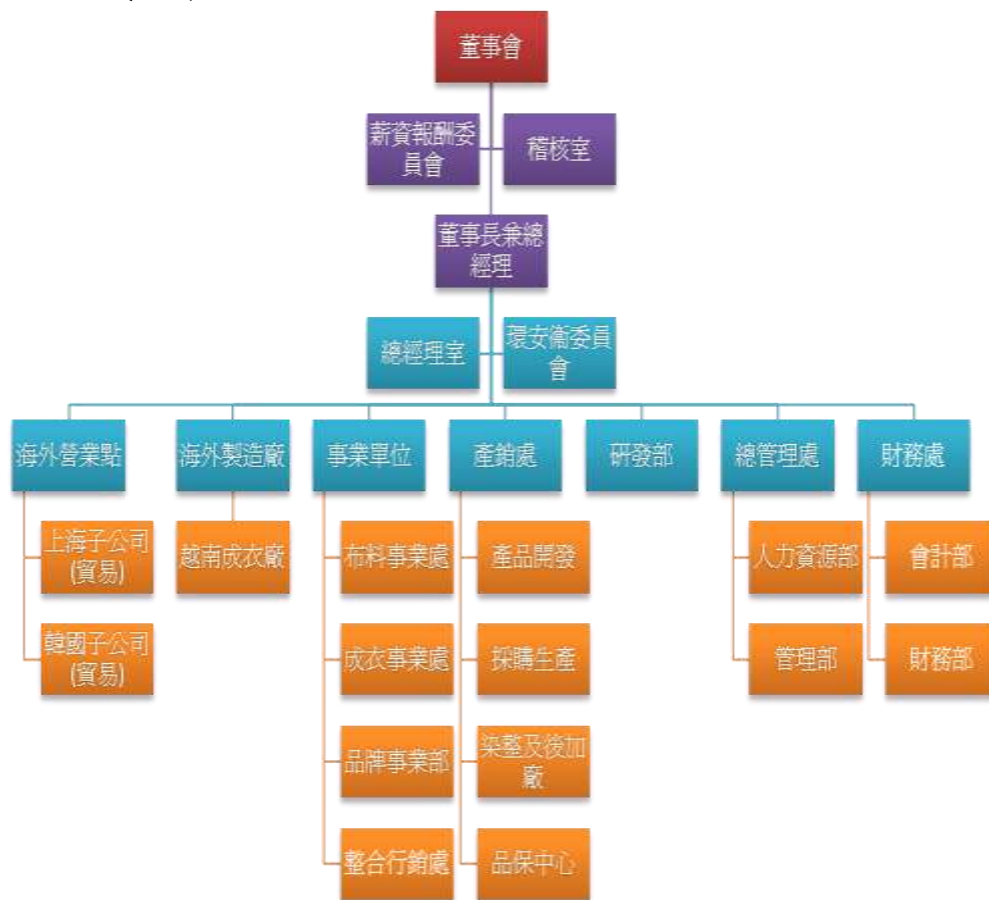 董事會
薪資報酬委
員會
稽核室
董事長兼總
經理
總經理室
環安衞委員
會
海外營業點
海外製造廠
事業單位
產銷處
研發部
總管理處
財務處
上海子公司
(貿易)
越南成衣廠
布料事業處
產品開發
人力資源部
會計部
韓國子公司
(貿易)
成衣事業處
採購生產
管理部
財務部
品牌事業部
染整及後加
廠
整合行銷處
品保中心